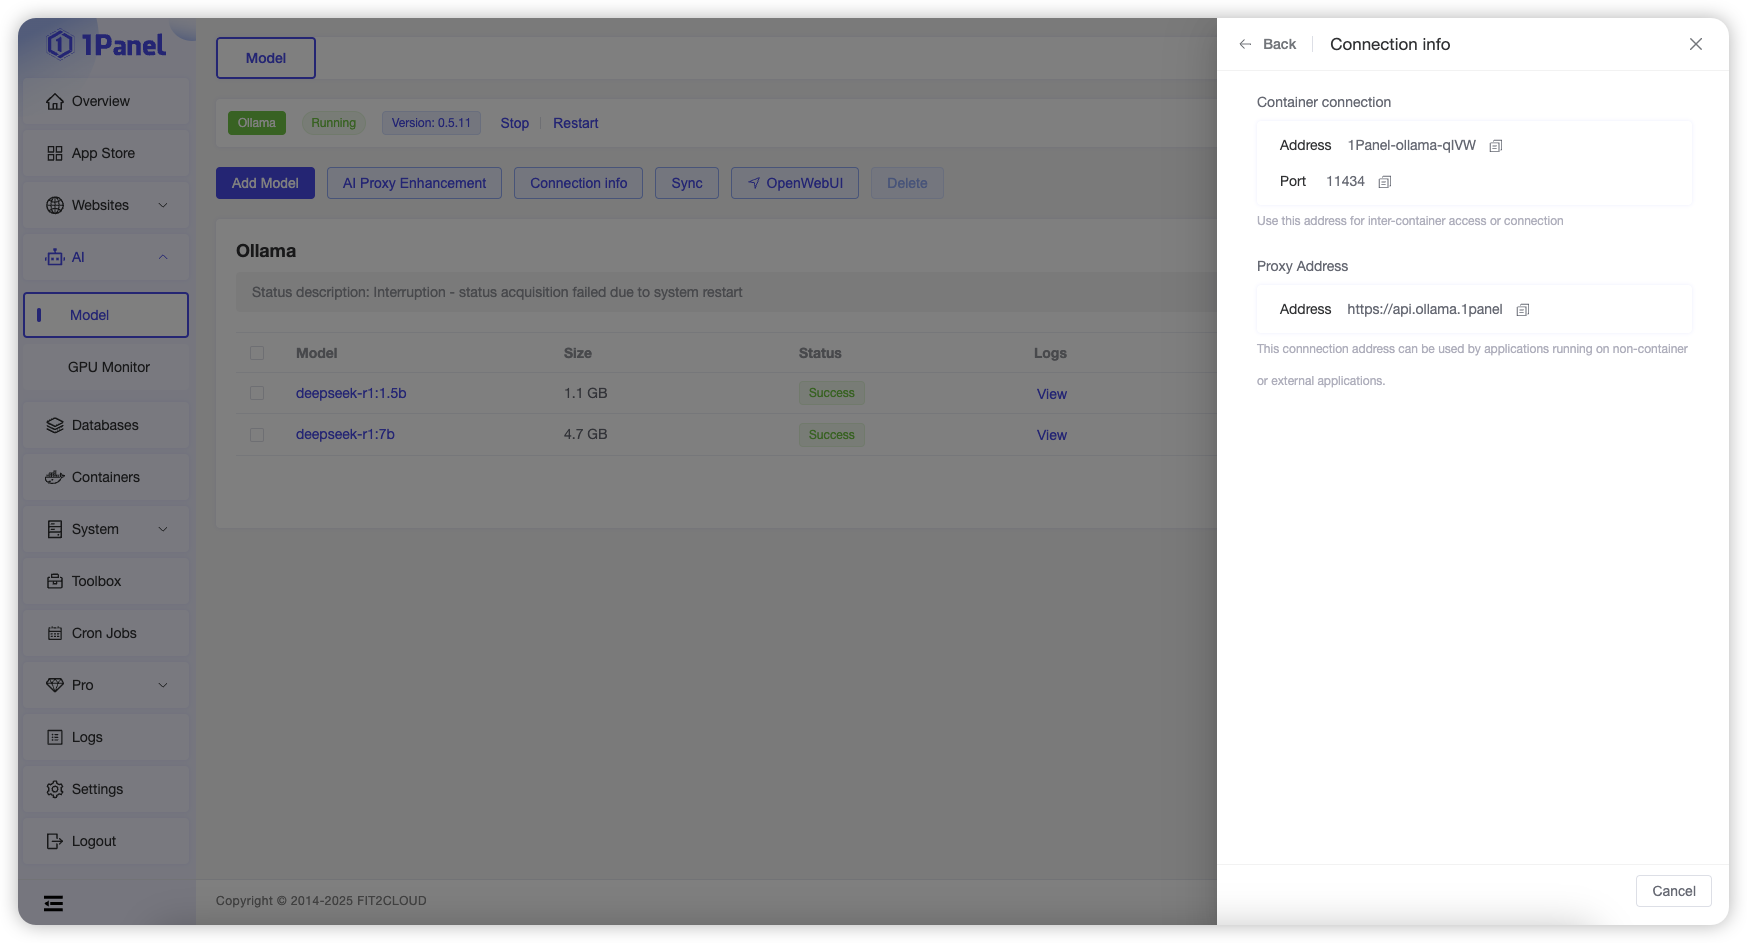 1Panel
Overview
App Store
Websites
AI
Model
GPU Monitor
Databases
Containers
System
Toolbox
Cron Jobs
Pro
Logs
Settings
Logout
Model
Ollama Running Version: 0.5.11 Stop Restart
Add Model AI Proxy Enhancement Connection info Sync OpenWebUI Delete
Ollama
Status description: Interruption - status acquisition failed due to system restart
Model Size Status Logs
deepseek-r1:1.5b 1.1 GB Success View
deepseek-r1:7b 4.7 GB Success View
Copyright © 2014-2025 FIT2CLOUD
Back Connection info
Container connection
Address 1Panel-ollama-qIVW
Port 11434
Use this address for inter-container access or connection
Proxy Address
Address https://api.ollama.1panel
This connnection address can be used by applications running on non-container
or external applications.
Cancel